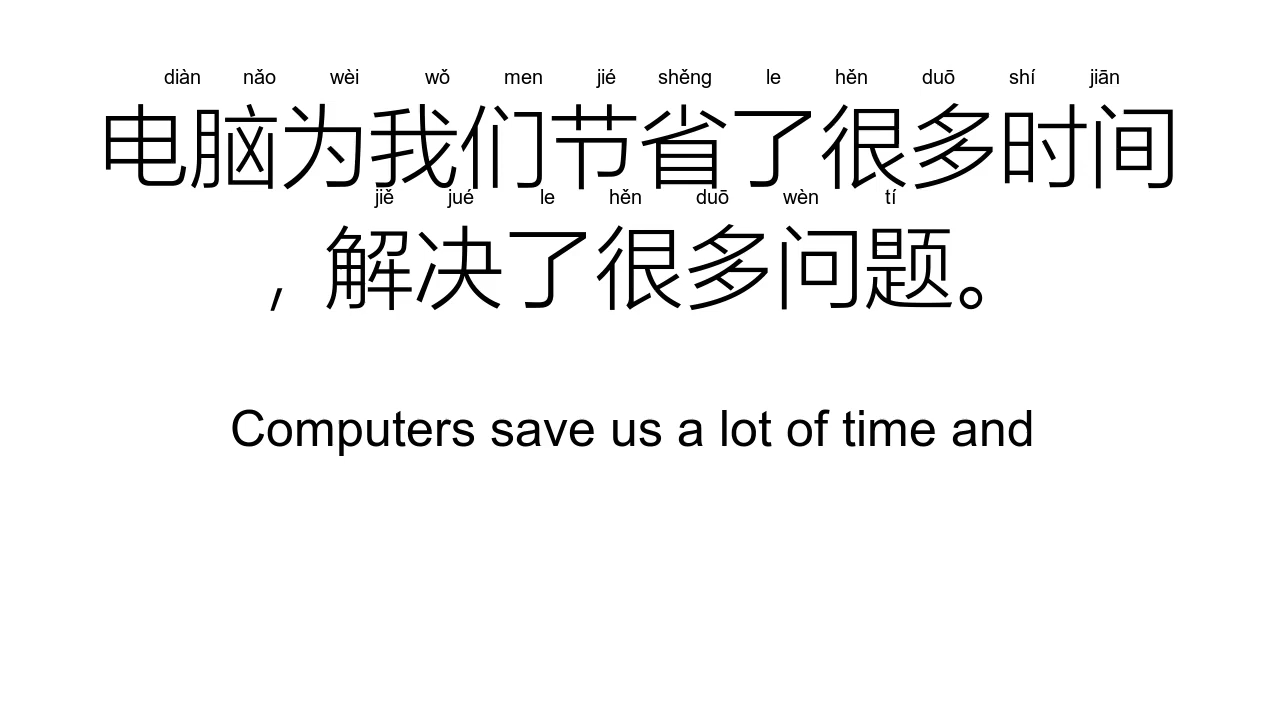 diàn nǎo wèi wǒ men jié shěng le hěn duō shí jiān
电脑为我们节省了很多时间
jiě jué le hěn duō wèn tí
，解决了很多问题。
Computers save us a lot of time and